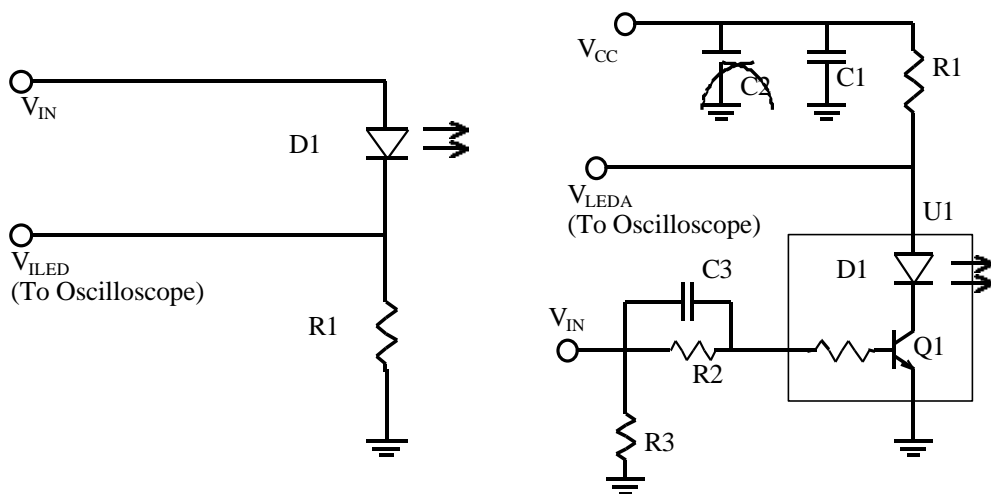 V_IN
D1
V_ILED
(To Oscilloscope)
R1
V_CC
C2
C1
R1
V_LEDA
(To Oscilloscope)
U1
D1
C3
V_IN
R2
Q1
R3